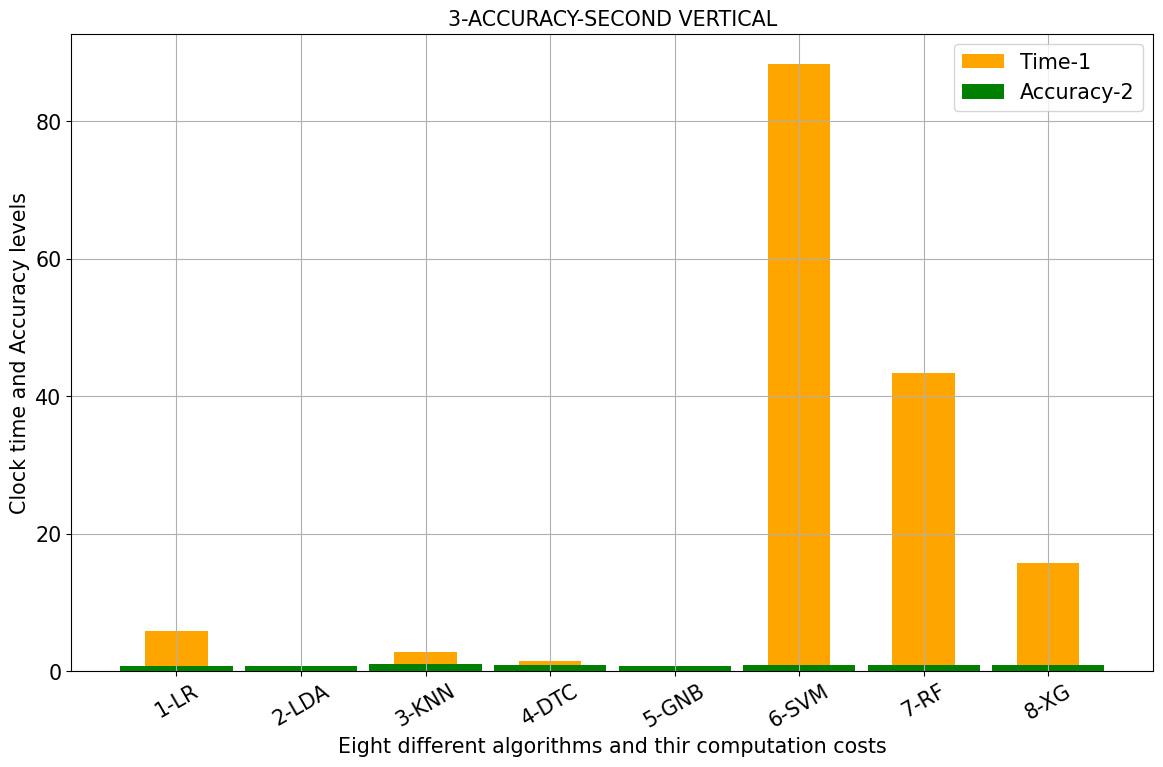 3-ACCURACY-SECOND VERTICAL
Time-1
Accuracy-2
Clock time and Accuracy levels
80
60
40
20
0
1-LR
2-LDA
3-KNN
4-DTC
5-GNB
6-SVM
7-RF
8-XG
Eight different algorithms and thir computation costs